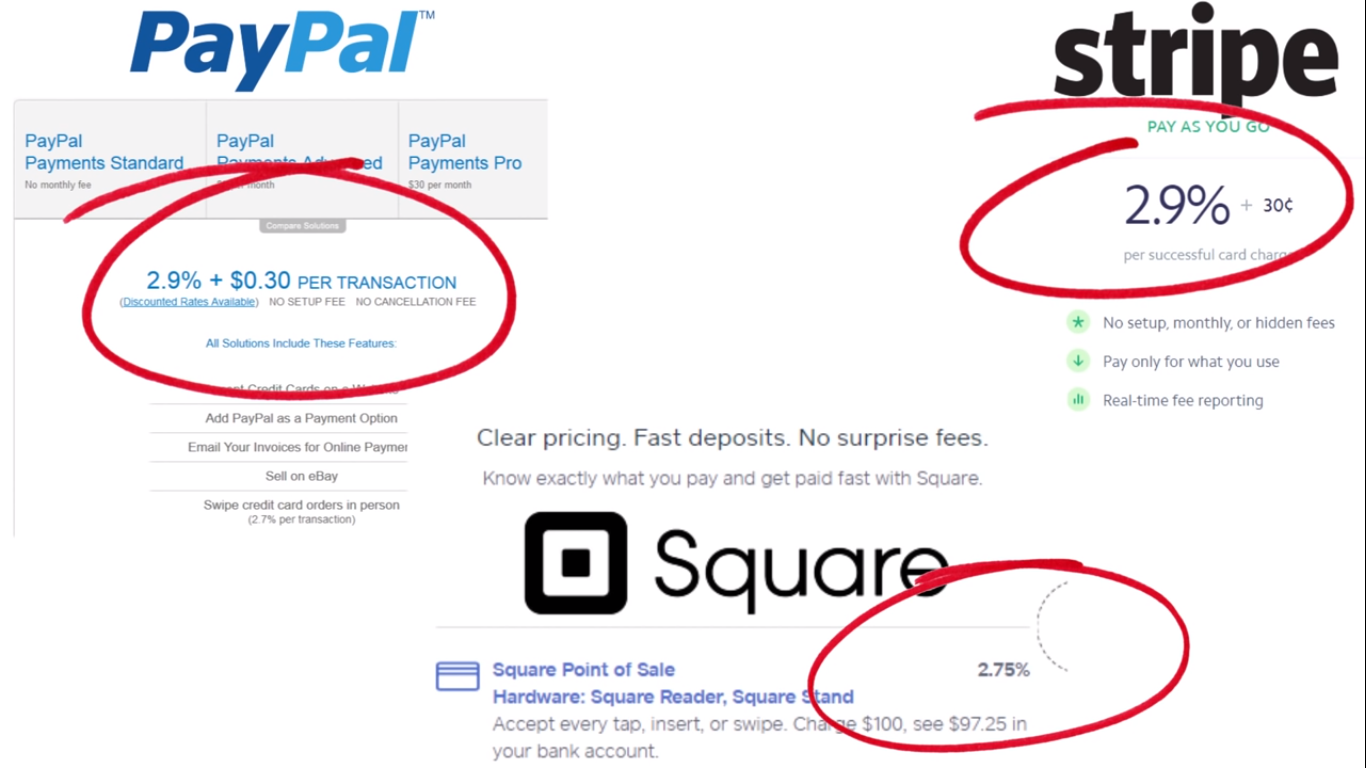 PayPal™
PayPal
Payments Standard
No monthly fee
PayPal
Payments Advanced
month
PayPal
Payments Pro
$30 per month
Compare Solutions
2.9% + $0.30 PER TRANSACTION
(Discounted Rates Available) NO SETUP FEE NO CANCELLATION FEE
All Solutions Include These Features:
Credit Cards on a
Add PayPal as a Payment Option
Email Your Invoices for Online Paymen
Sell on eBay
Swipe credit card orders in person
(2.7% per transaction)
stripe
PAY AS YOU GO
2.9% + 30¢
per successful card charge
No setup, monthly, or hidden fees
Pay only for what you use
Real-time fee reporting
Clear pricing. Fast deposits. No surprise fees.
Know exactly what you pay and get paid fast with Square.
Square
Square Point of Sale 2.75%
Hardware: Square Reader, Square Stand
Accept every tap, insert, or swipe. Charge $100, see $97.25 in
your bank account.